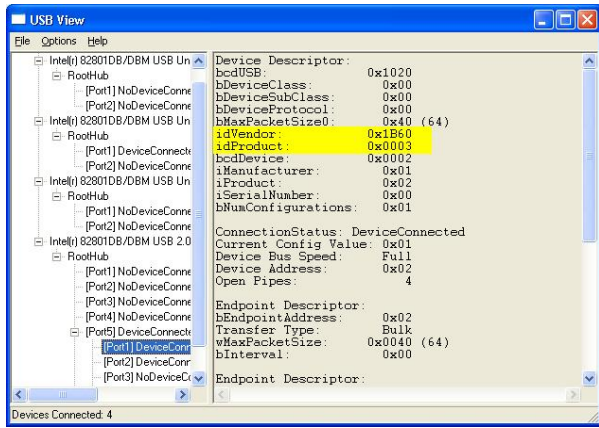 USB View
File Options Help
Intel(r) 82801DB/DBM USB Un
RootHub
[Port1] NoDeviceConne
[Port2] NoDeviceConne
Intel(r) 82801DB/DBM USB Un
RootHub
[Port1] DeviceConnecte
[Port2] NoDeviceConne
Intel(r) 82801DB/DBM USB Un
RootHub
[Port1] NoDeviceConne
[Port2] NoDeviceConne
Intel(r) 82801DB/DBM USB 2.0
RootHub
[Port1] NoDeviceConne
[Port2] NoDeviceConne
[Port3] NoDeviceConne
[Port4] NoDeviceConne
[Port5] DeviceConnecte
[Port1] DeviceConn
[Port2] DeviceConn
[Port3] NoDeviceCo
Device Descriptor:
bcdUSB: 0x1020
bDeviceClass: 0x00
bDeviceSubClass: 0x00
bDeviceProtocol: 0x00
bMaxPacketSize0: 0x40 (64)
idVendor: 0x1B60
idProduct: 0x0003
bcdDevice: 0x0002
iManufacturer: 0x01
iProduct: 0x02
iSerialNumber: 0x00
bNumConfigurations: 0x01
ConnectionStatus: DeviceConnected
Current Config Value: 0x01
Device Bus Speed: Full
Device Address: 0x02
Open Pipes: 4
Endpoint Descriptor:
bEndpointAddress: 0x02
Transfer Type: Bulk
wMaxPacketSize: 0x0040 (64)
bInterval: 0x00
Endpoint Descriptor:
Devices Connected: 4